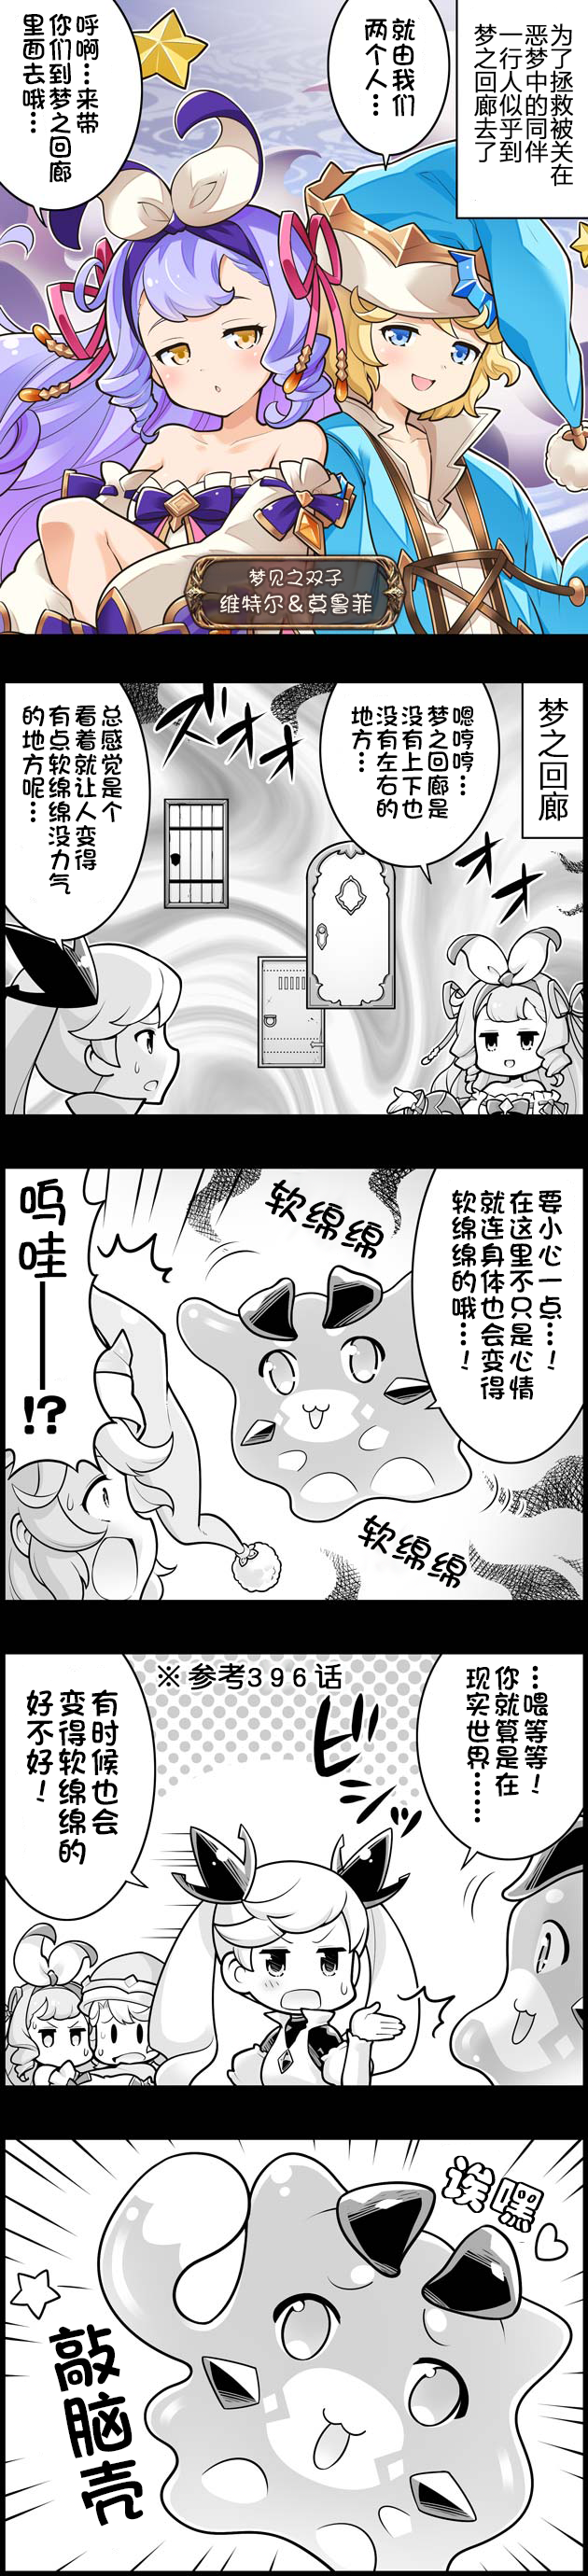 为了拯救被关在
恶梦中的同伴
一行人似乎到
梦之回廊去了
就由我们
两个人…
呼啊…来带
你们到梦之回廊
里面去哦…
梦见之双子
维特尔＆莫鲁菲
梦之回廊
嗯哼哼…
梦之回廊是
没有上下也
没有左右的
地方…
ズズズ
オオオ
总感觉是个
看着就让人变得
有点软绵绵没力气
的地方呢…
要小心一点…！
在这里不只是心情
就连身体也会变得
软绵绵的哦…！
软绵绵
软绵绵
呜哇——!?
…喂等等！
你就算是在
现实世界……
※参考396话
ビシッ
有时候也会
变得软绵绵的
好不好！
诶嘿♡
敲脑壳